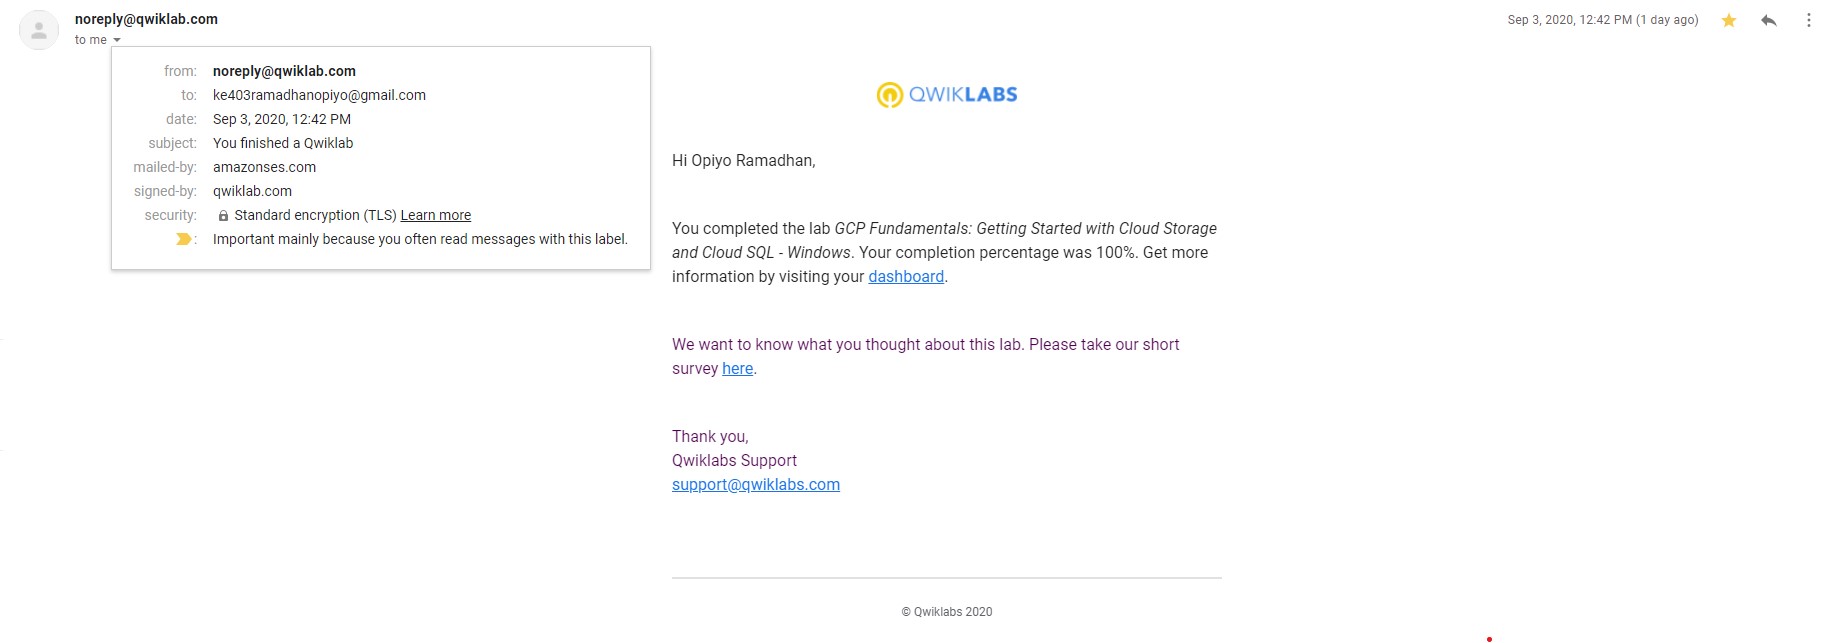 noreply@qwiklab.com
Sep 3, 2020, 12:42 PM (1 day ago)
to me
from: noreply@qwiklab.com
to: ke403ramadhanopiyo@gmail.com
date: Sep 3, 2020, 12:42 PM
subject: You finished a Qwiklab
mailed-by: amazonses.com
signed-by: qwiklab.com
security: Standard encryption (TLS) Learn more
: Important mainly because you often read messages with this label.
QWIKLABS
Hi Opiyo Ramadhan,
You completed the lab GCP Fundamentals: Getting Started with Cloud Storage
and Cloud SQL - Windows. Your completion percentage was 100%. Get more
information by visiting your dashboard.
We want to know what you thought about this lab. Please take our short
survey here.
Thank you,
Qwiklabs Support
support@qwiklabs.com
© Qwiklabs 2020